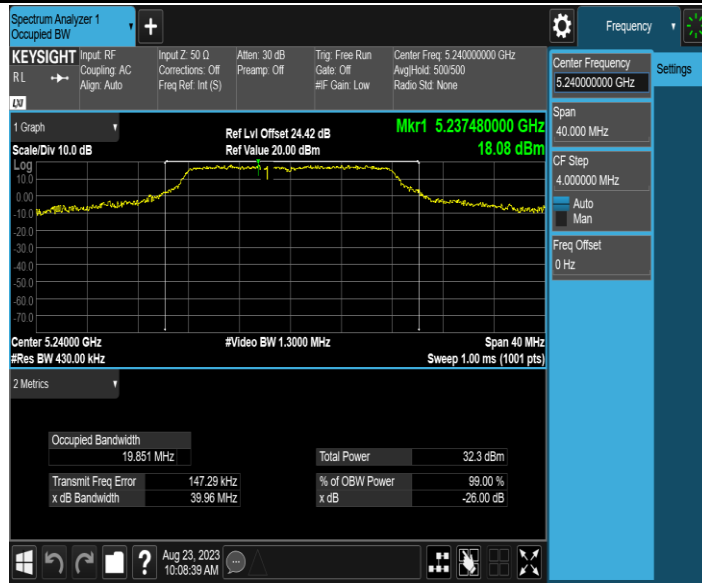 Spectrum Analyzer 1
Occupied BW
+
Frequency
KEYSIGHT
R L
LXI
Input: RF
Coupling: AC
Align: Auto
Input Z: 50 Ω
Corrections: Off
Freq Ref: Int (S)
Atten: 30 dB
Preamp: Off
Trig: Free Run
Gate: Off
#IF Gain: Low
Center Freq: 5.240000000 GHz
Avg|Hold: 500/500
Radio Std: None
Center Frequency
5.240000000 GHz
Settings
Span
40.000 MHz
CF Step
4.000000 MHz
Auto
Man
Freq Offset
0 Hz
1 Graph
Scale/Div 10.0 dB
Ref Lvl Offset 24.42 dB
Ref Value 20.00 dBm
Mkr1 5.237480000 GHz
18.08 dBm
Log
10.0
0.00
-10.0
-20.0
-30.0
-40.0
-50.0
-60.0
-70.0
1
Center 5.24000 GHz
#Res BW 430.00 kHz
#Video BW 1.3000 MHz
Span 40 MHz
Sweep 1.00 ms (1001 pts)
2 Metrics
Occupied Bandwidth
19.851 MHz
Total Power 32.3 dBm
Transmit Freq Error 147.29 kHz
% of OBW Power 99.00 %
x dB Bandwidth 39.96 MHz
x dB -26.00 dB
?
Aug 23, 2023
10:08:39 AM